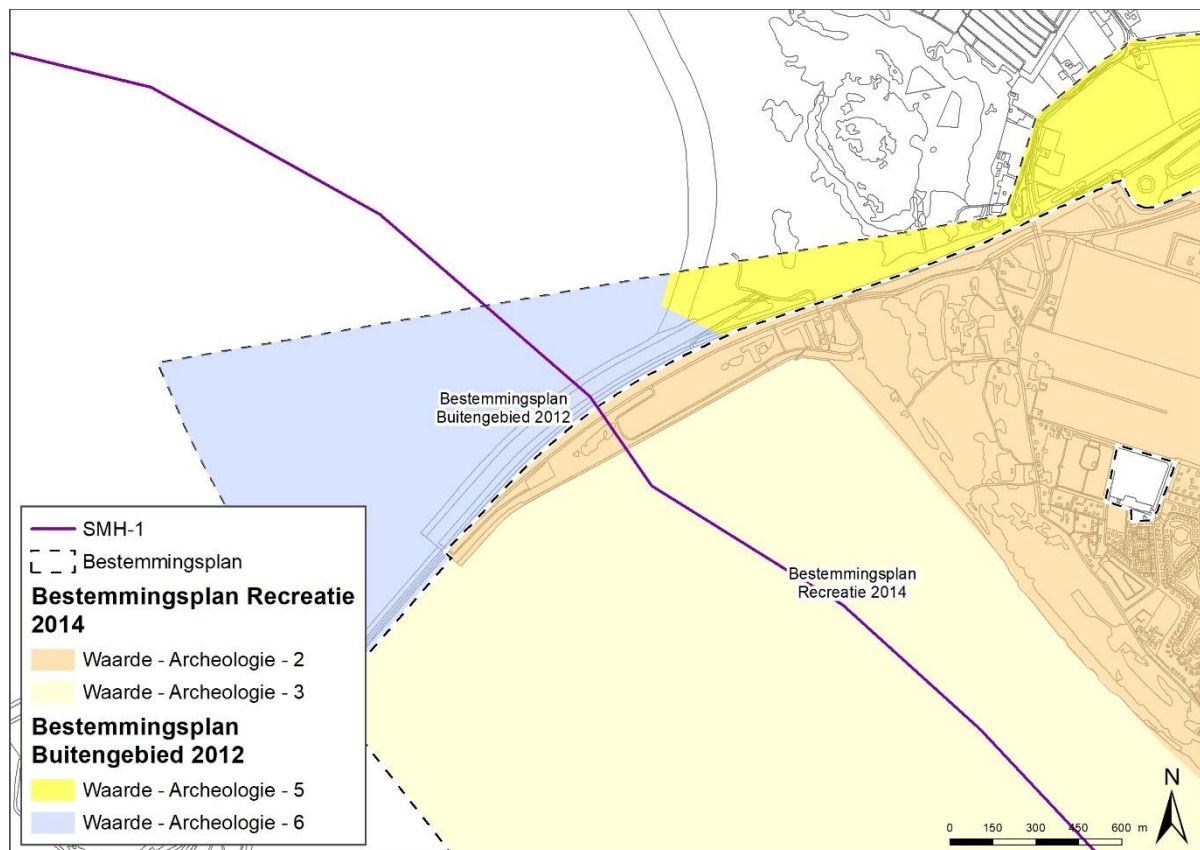 Bestemmingsplan
Buitengebied 2012
Bestemmingsplan
Recreatie 2014
SMH-1
Bestemmingsplan
Bestemmingsplan Recreatie
2014
Waarde - Archeologie - 2
Waarde - Archeologie - 3
Bestemmingsplan
Buitengebied 2012
Waarde - Archeologie - 5
Waarde - Archeologie - 6
N
0 150 300 450 600 m